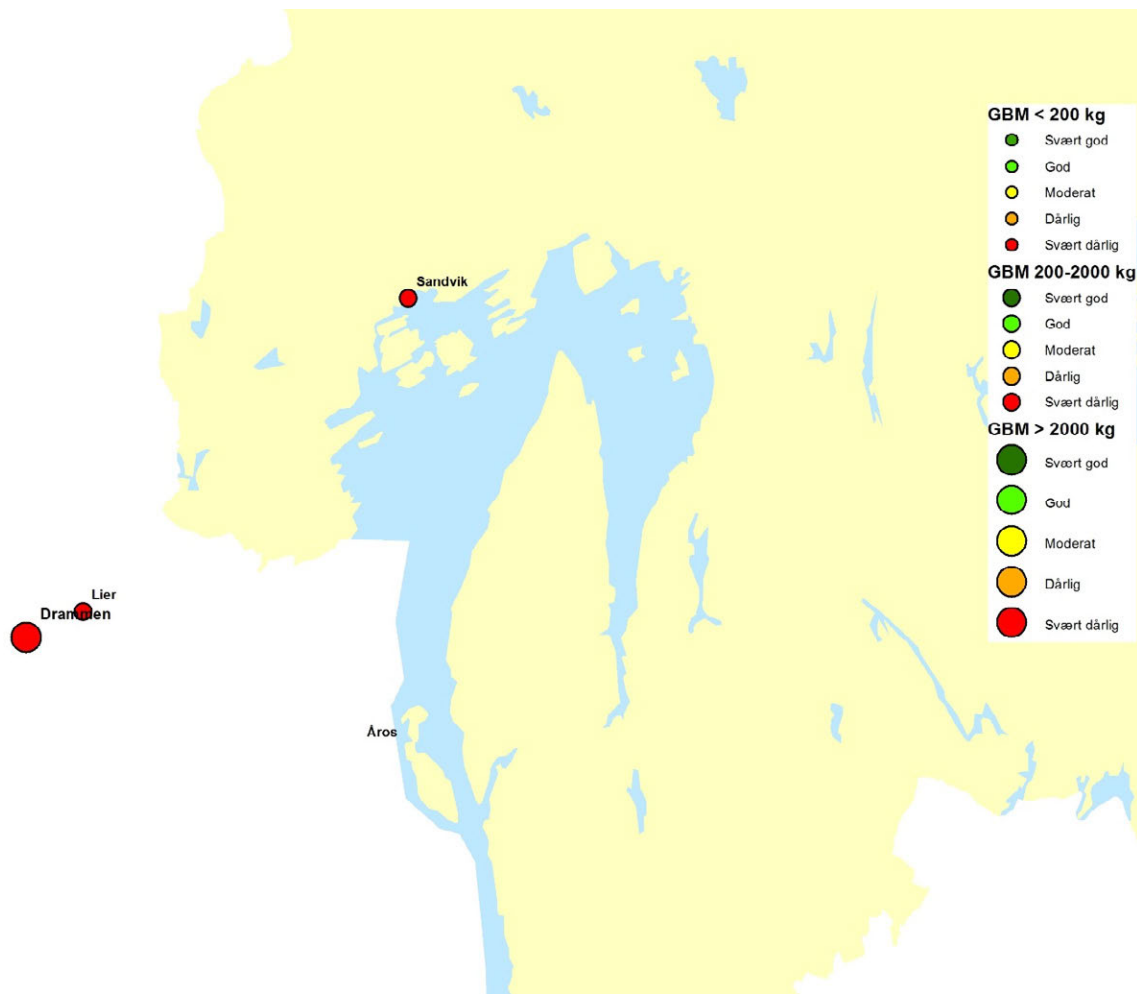 GBM < 200 kg
Svært god
God
Moderat
Dårlig
Svært dårlig
GBM 200-2000 kg
Svært god
God
Moderat
Dårlig
Svært dårlig
GBM > 2000 kg
Svært god
God
Moderat
Dårlig
Svært dårlig
Sandvik
Lier
Drammen
Åros